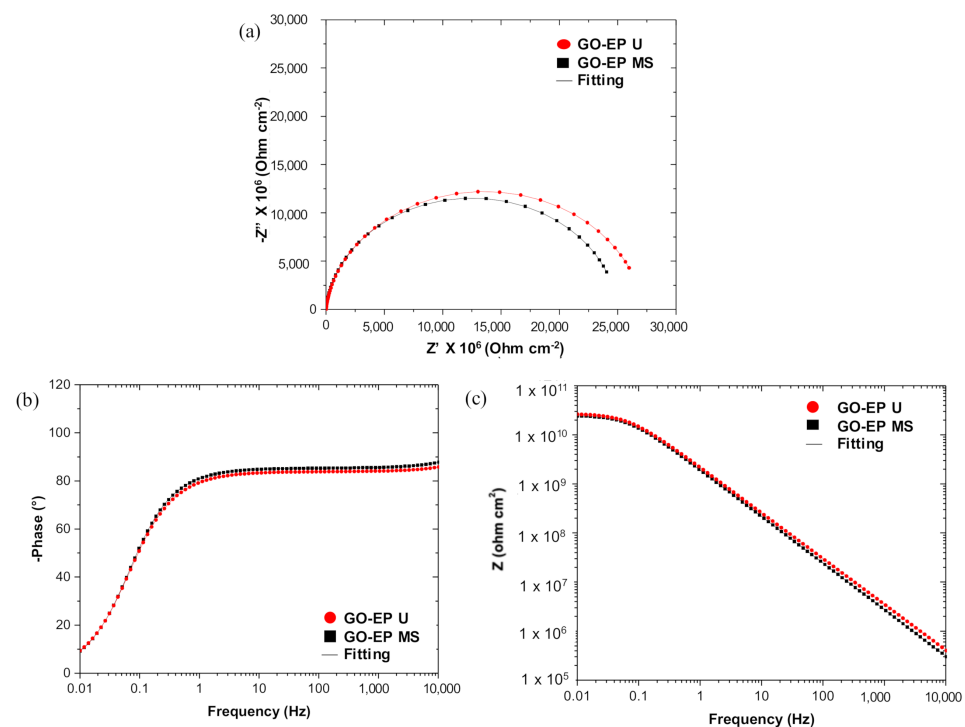 (a)
30,000
25,000
20,000
15,000
10,000
5,000
0
-Z'' X 10⁶ (Ohm cm⁻²)
GO-EP U
GO-EP MS
Fitting
0
5,000
10,000
15,000
20,000
25,000
30,000
Z' X 10⁶ (Ohm cm⁻²)
(b)
120
100
80
60
40
20
0
-Phase (°)
GO-EP U
GO-EP MS
Fitting
0.01
0.1
1
10
100
1,000
10,000
Frequency (Hz)
(c)
1 x 10¹¹
1 x 10¹⁰
1 x 10⁹
1 x 10⁸
1 x 10⁷
1 x 10⁶
1 x 10⁵
Z (ohm cm²)
GO-EP U
GO-EP MS
Fitting
0.01
0.1
1
10
100
1,000
10,000
Frequency (Hz)